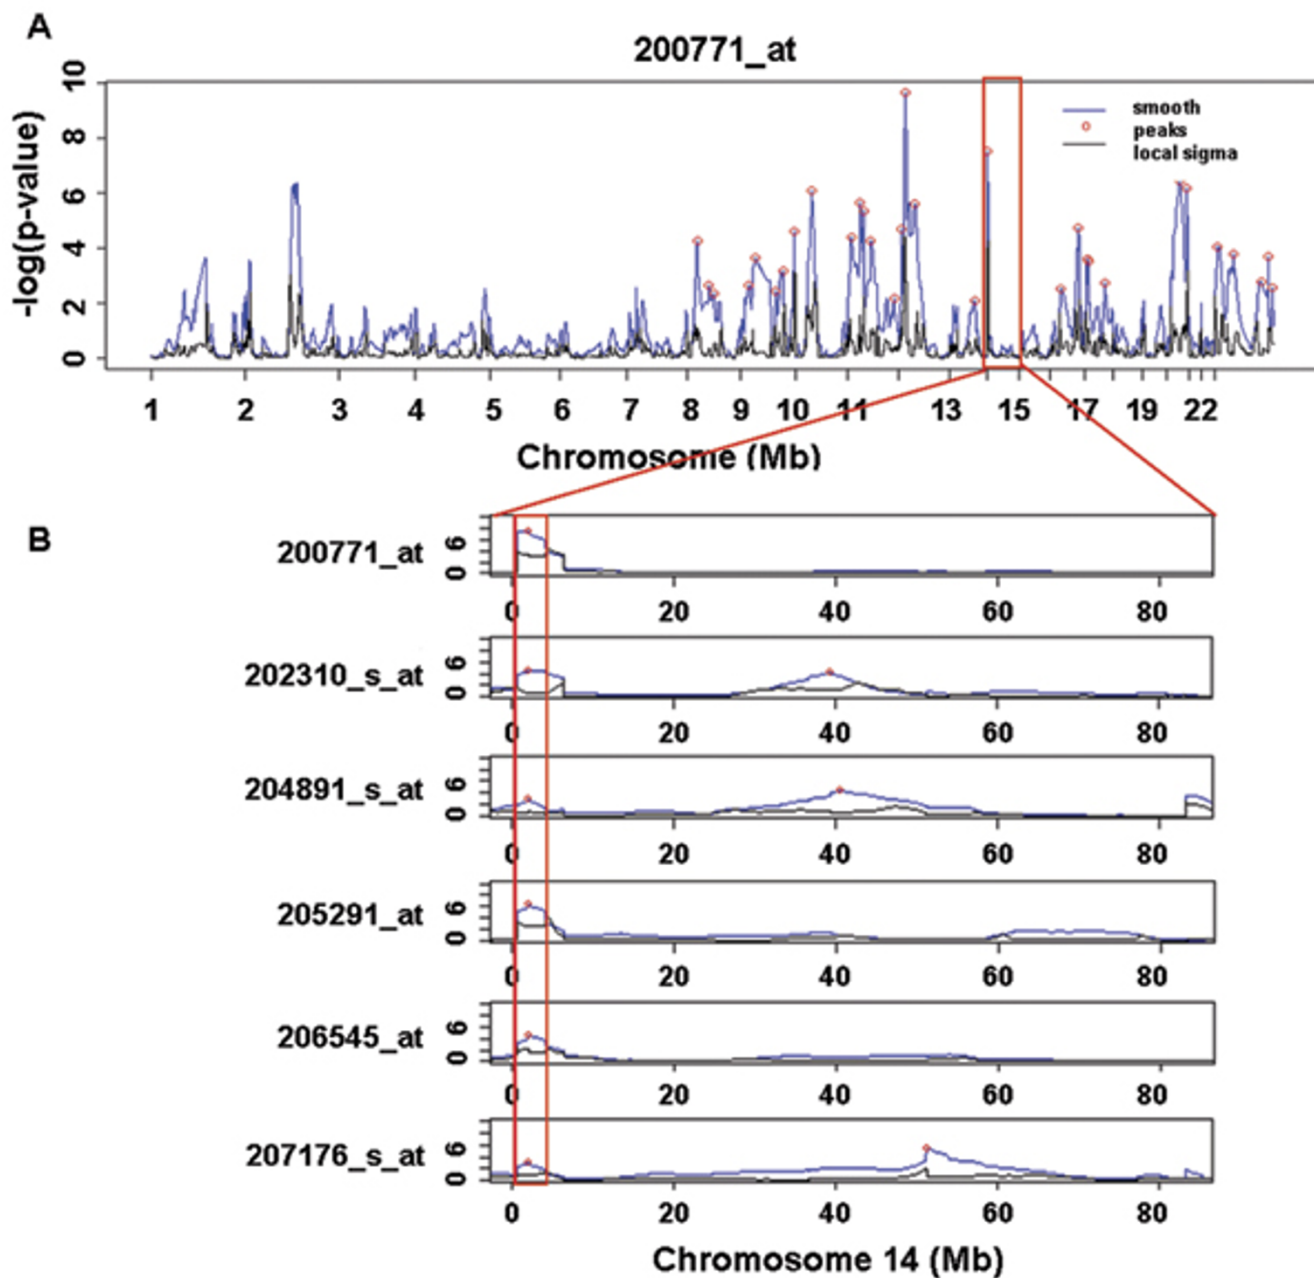 A
200771_at
10
8
6
4
2
0
-log(p-value)
smooth
peaks
local sigma
1 2 3 4 5 6 7 8 9 10 11 13 15 17 19 22
Chromosome (Mb)
B
200771_at 0 6
0 20 40 60 80
202310_s_at 0 6
0 20 40 60 80
204891_s_at 0 6
0 20 40 60 80
205291_at 0 6
0 20 40 60 80
206545_at 0 6
0 20 40 60 80
207176_s_at 0 6
0 20 40 60 80
Chromosome 14 (Mb)